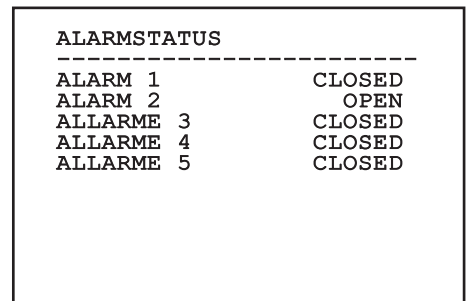 ALARMSTATUS
------------------------
ALARM 1 CLOSED
ALARM 2 OPEN
ALLARME 3 CLOSED
ALLARME 4 CLOSED
ALLARME 5 CLOSED